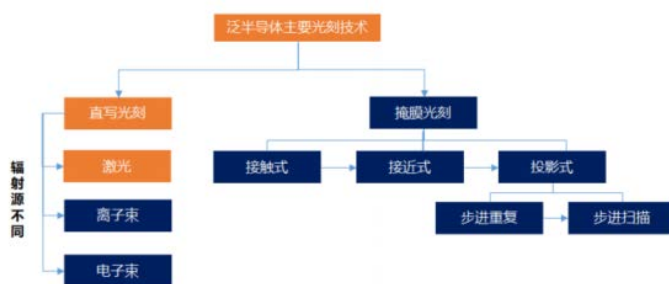 泛半导体主要光刻技术
直写光刻
掩膜光刻
激光
接触式
接近式
投影式
辐射源不同
离子束
步进重复
步进扫描
电子束